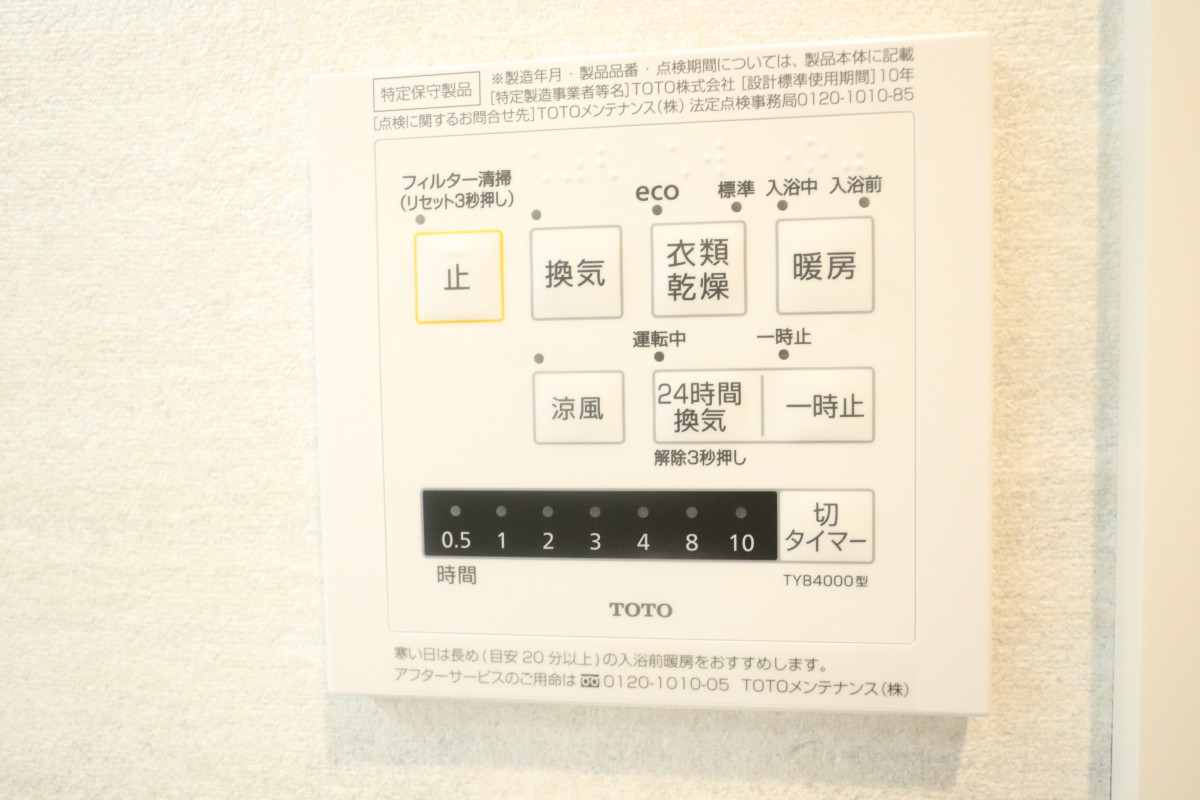 特定保守製品
※製造年月・製品品番・点検期間については、製品本体に記載
[特定製造事業者等名]TOTO株式会社 [設計標準使用期間]10年
[点検に関するお問合せ先]TOTOメンテナンス(株) 法定点検事務局0120-1010-85
フィルター清掃
(リセット3秒押し)
eco 標準 入浴中 入浴前
止 換気 衣類 暖房
乾燥
運転中 一時止
涼風 24時間 一時止
換気
解除3秒押し
0.5 1 2 3 4 8 10
切
タイマー
時間
TYB4000型
TOTO
寒い日は長め(目安20分以上)の入浴前暖房をおすすめします。
アフターサービスのご用命は 0120-1010-05 TOTOメンテナンス(株)